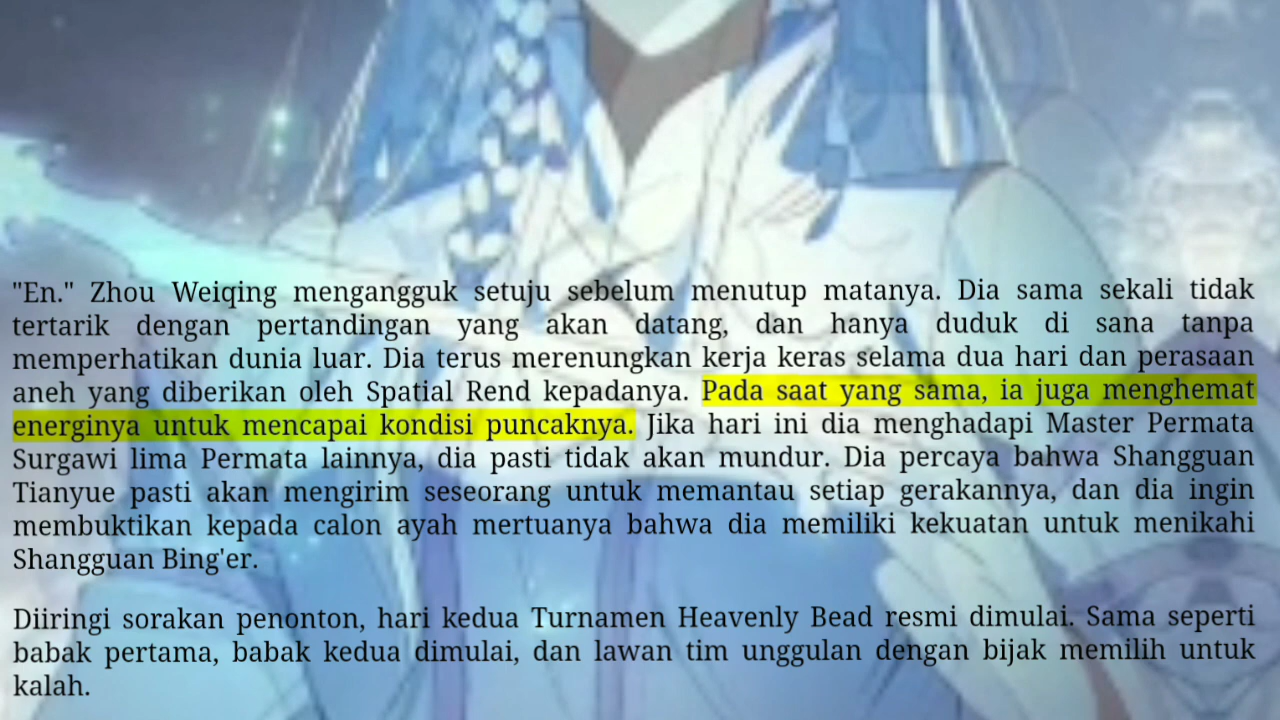 "En." Zhou Weiqing mengangguk setuju sebelum menutup matanya. Dia sama sekali tidak
tertarik dengan pertandingan yang akan datang, dan hanya duduk di sana tanpa
memperhatikan dunia luar. Dia terus merenungkan kerja keras selama dua hari dan perasaan
aneh yang diberikan oleh Spatial Rend kepadanya. Pada saat yang sama, ia juga menghemat
energinya untuk mencapai kondisi puncaknya. Jika hari ini dia menghadapi Master Permata
Surgawi lima Permata lainnya, dia pasti tidak akan mundur. Dia percaya bahwa Shangguan
Tianyue pasti akan mengirim seseorang untuk memantau setiap gerakannya, dan dia ingin
membuktikan kepada calon ayah mertuanya bahwa dia memiliki kekuatan untuk menikahi
Shangguan Bing'er.
Diiringi sorakan penonton, hari kedua Turnamen Heavenly Bead resmi dimulai. Sama seperti
babak pertama, babak kedua dimulai, dan lawan tim unggulan dengan bijak memilih untuk
kalah.